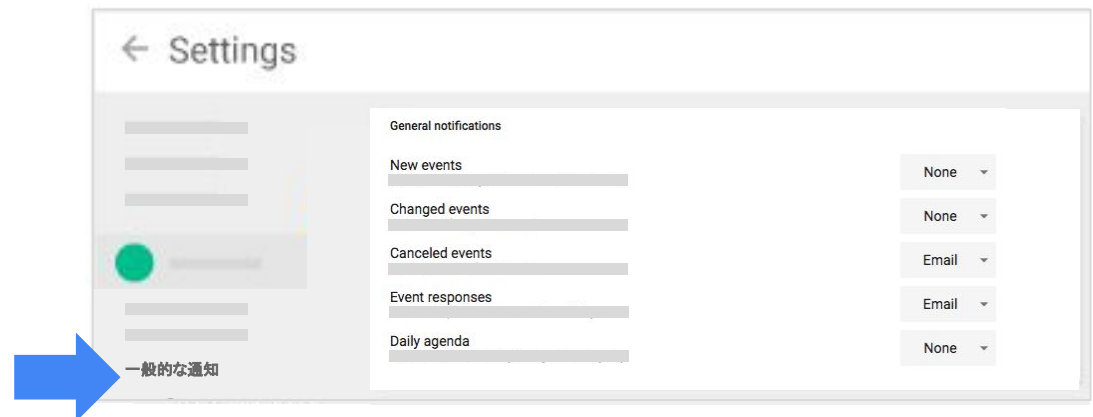 Settings
General notifications
New events
None
Changed events
None
Canceled events
Email
Event responses
Email
Daily agenda
None
一般的な通知